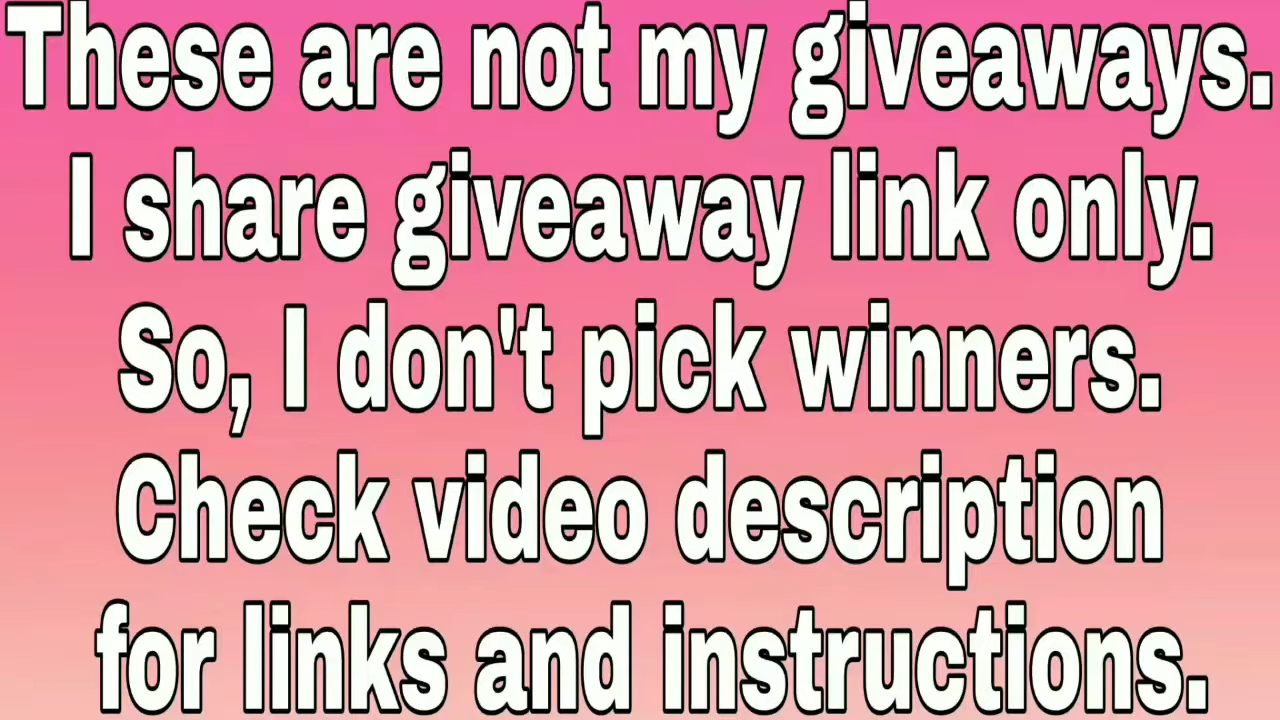 These are not my giveaways.
I share giveaway link only.
So, I don't pick winners.
Check video description
for links and instructions.